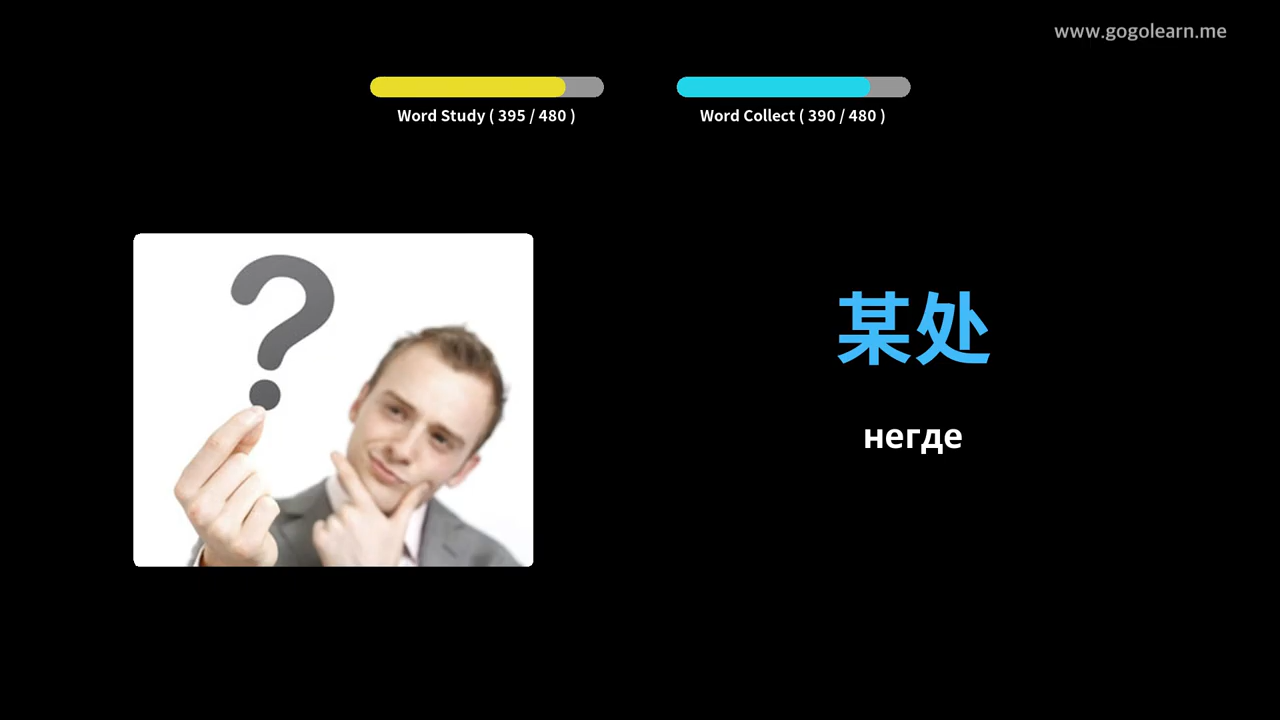 www.gogolearn.me
Word Study ( 395 / 480 )
Word Collect ( 390 / 480 )
?
某处
негде